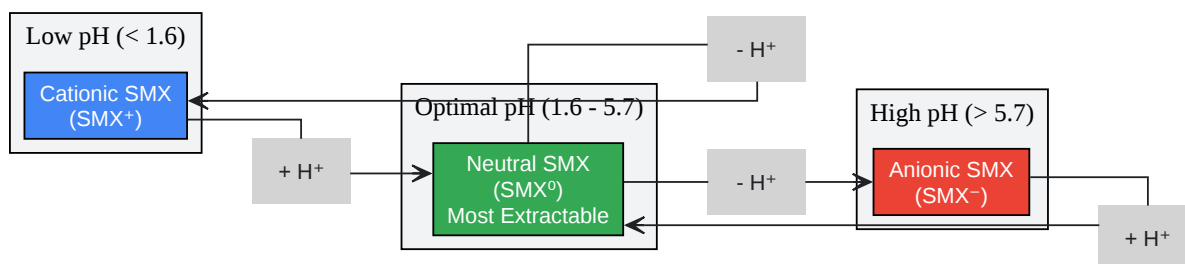 Low pH (< 1.6)
Cationic SMX
(SMX⁺)
+ H⁺
- H⁺
Optimal pH (1.6 - 5.7)
Neutral SMX
(SMX⁰)
Most Extractable
- H⁺
High pH (> 5.7)
Anionic SMX
(SMX⁻)
+ H⁺